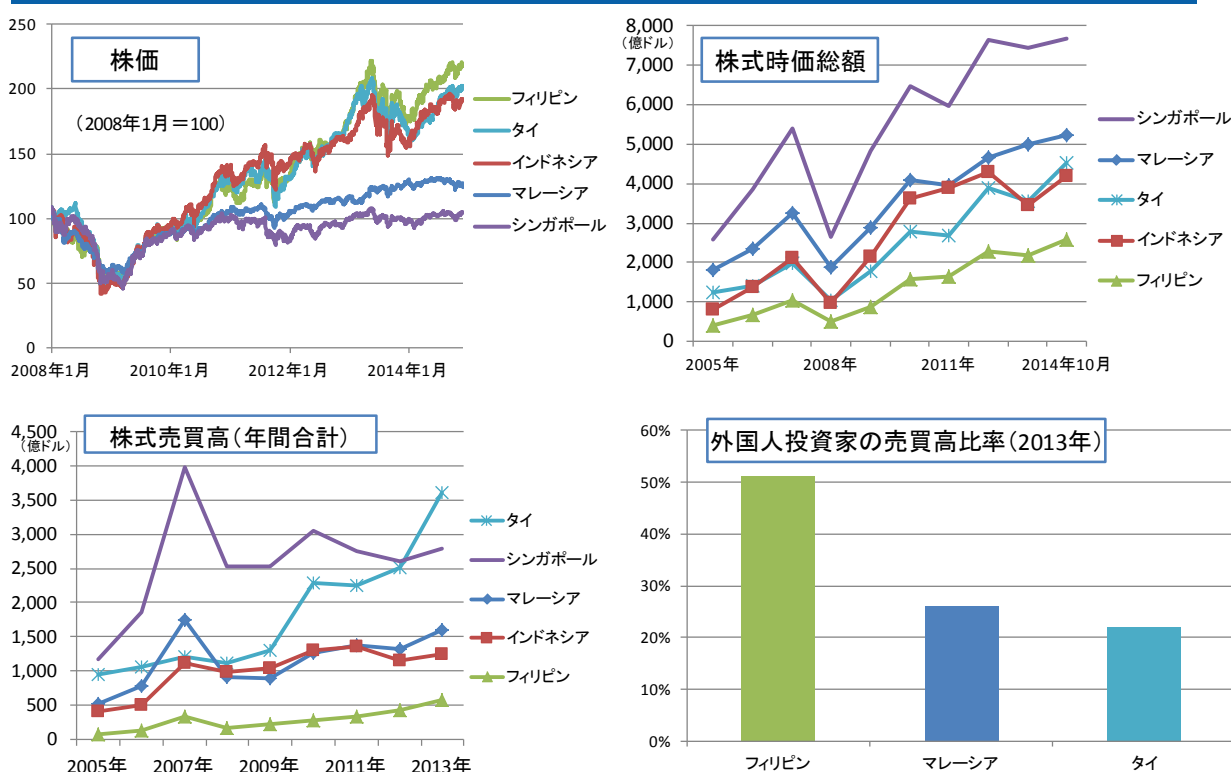 株価
(2008年1月＝100)
250
200
150
100
50
0
2008年1月
2010年1月
2012年1月
2014年1月
フィリピン
タイ
インドネシア
マレーシア
シンガポール
株式時価総額
(億ドル)
8,000
7,000
6,000
5,000
4,000
3,000
2,000
1,000
0
2005年
2008年
2011年
2014年10月
シンガポール
マレーシア
タイ
インドネシア
フィリピン
株式売買高(年間合計)
4,500
(億ドル)
4,000
3,500
3,000
2,500
2,000
1,500
1,000
500
0
2005年
2007年
2009年
2011年
2013年
タイ
シンガポール
マレーシア
インドネシア
フィリピン
外国人投資家の売買高比率(2013年)
60%
50%
40%
30%
20%
10%
0%
フィリピン
マレーシア
タイ